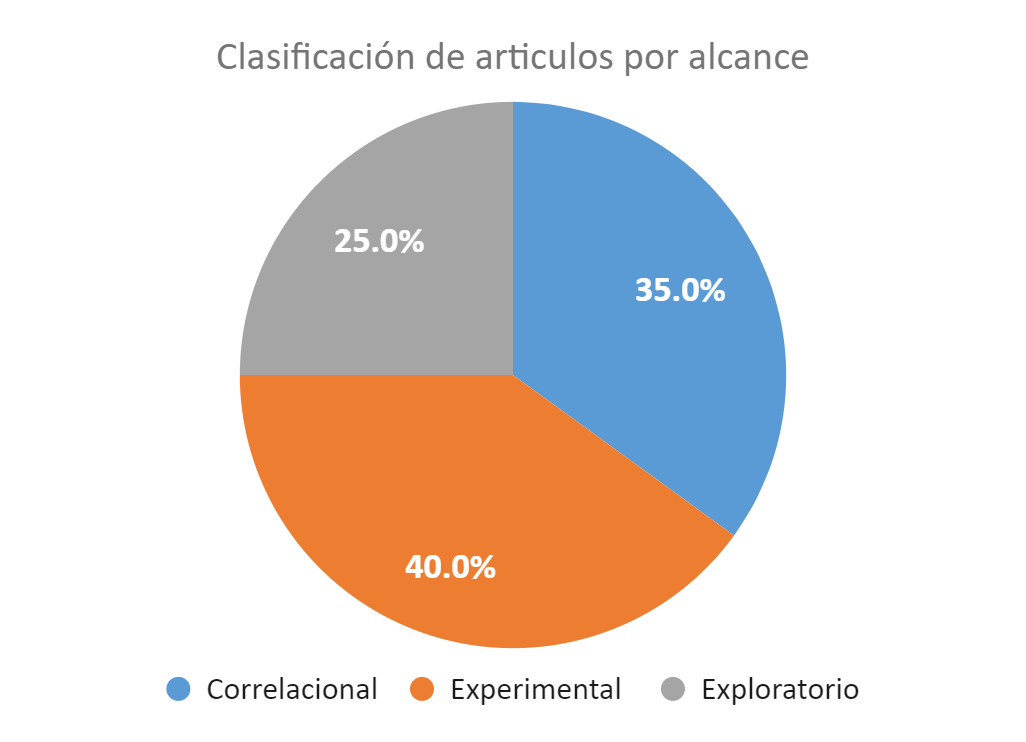 Clasificación de articulos por alcance
25.0%
35.0%
40.0%
Correlacional Experimental Exploratorio